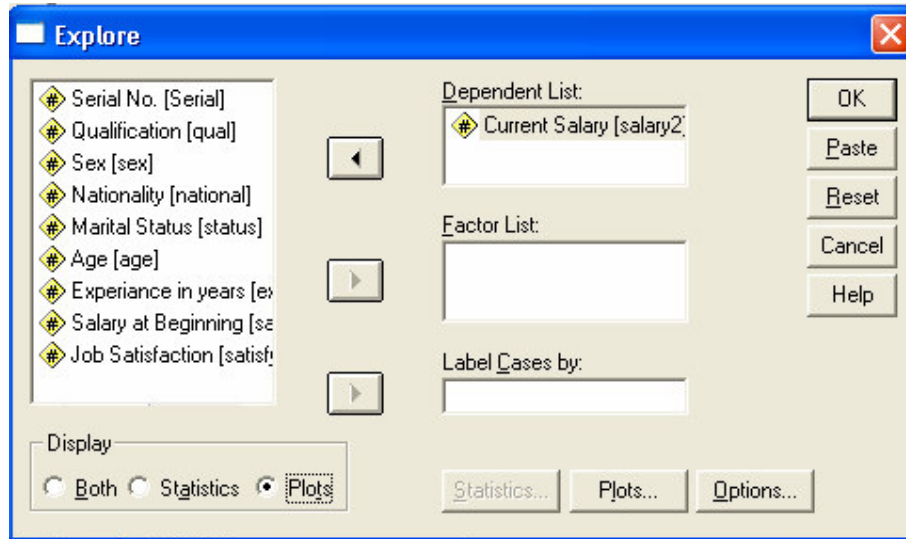 Explore
Serial No. [Serial]
Qualification [qual]
Sex [sex]
Nationality [national]
Marital Status [status]
Age [age]
Experiance in years [ex
Salary at Beginning [sa
Job Satisfaction [satisfy
Display
Both
Statistics
Plots
Dependent List:
Current Salary [salary2]
Factor List:
Label Cases by:
Statistics...
Plots...
Options...
OK
Paste
Reset
Cancel
Help